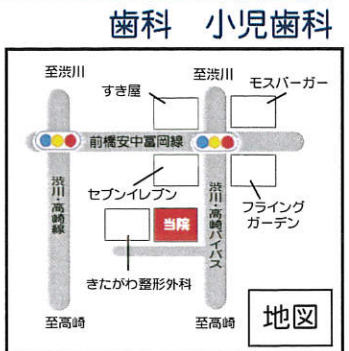 歯科 小児歯科
至渋川
すき屋
至渋川
モスバーガー
前橋安中冨岡線
渋川・高崎線
セブンイレブン
渋川・高崎バイパス
フライング
ガーデン
当院
きたがわ整形外科
至高崎
至高崎
地図